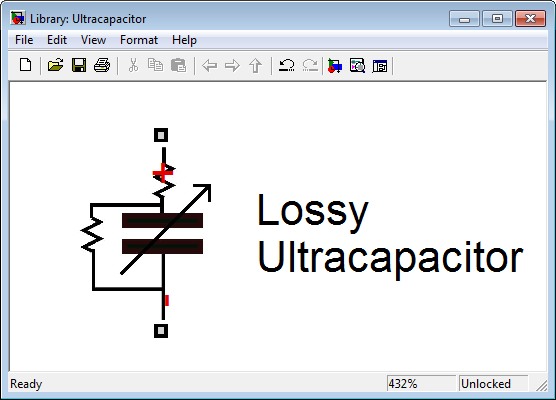 Library: Ultracapacitor
File Edit View Format Help
Lossy
Ultracapacitor
Ready 432% Unlocked